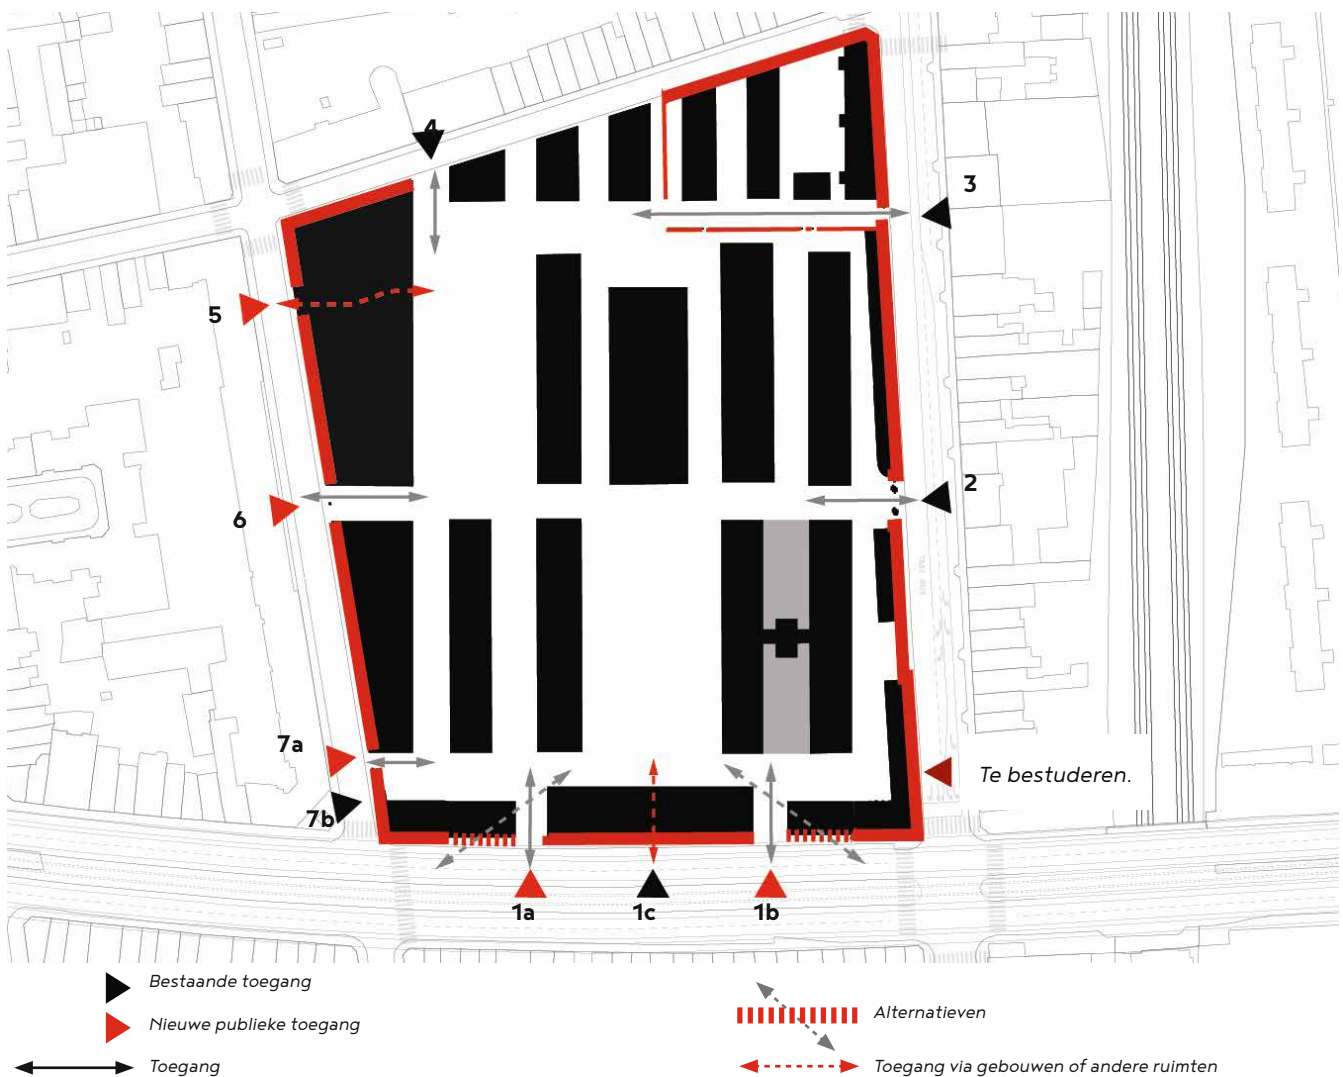 4
3
5
2
6
7a
Te bestuderen.
7b
1a
1c
1b
Bestaande toegang
Nieuwe publieke toegang
Alternatieven
Toegang
Toegang via gebouwen of andere ruimten